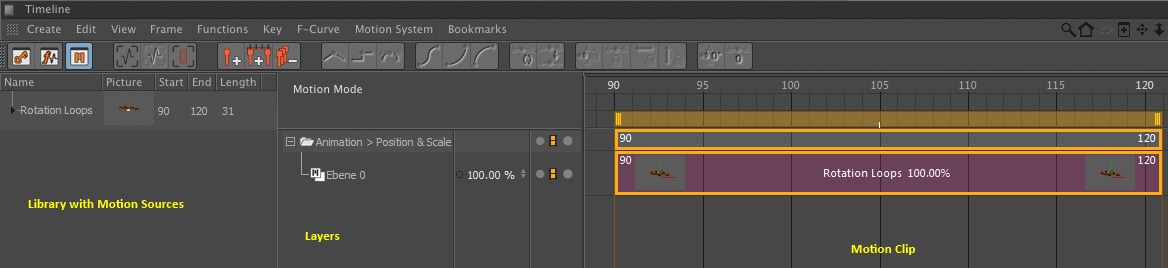 Timeline
Create Edit View Frame Functions Key F-Curve Motion System Bookmarks
Name Picture Start End Length
Rotation Loops 90 120 31
Library with Motion Sources
Motion Mode
Animation > Position & Scale
Ebene 0 100.00 %
Layers
90 95 100 105 110 115 120
90 120
90 Rotation Loops 100.00% 120
Motion Clip